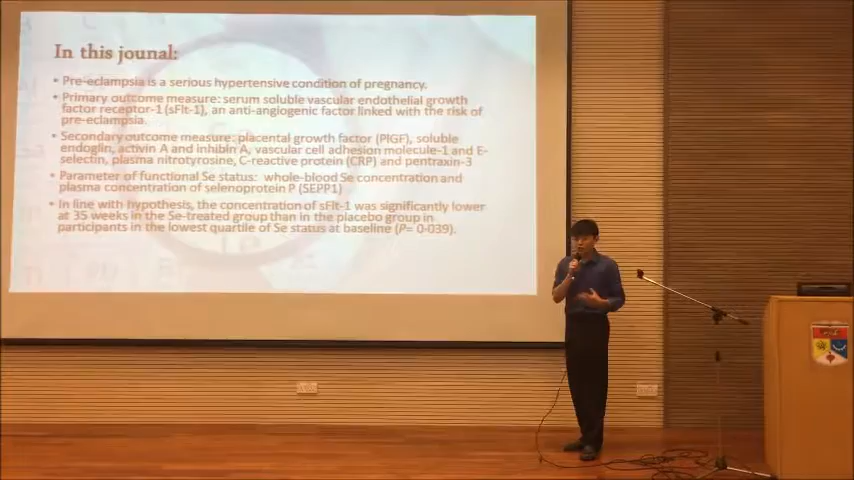 In this jounal:
• Pre-eclampsia is a serious hypertensive condition of pregnancy.
• Primary outcome measure: serum soluble vascular endothelial growth
factor receptor-1 (sFlt-1), an anti-angiogenic factor linked with the risk of
pre-eclampsia.
• Secondary outcome measure: placental growth factor (PlGF), soluble
endoglin, activin A and inhibin A, vascular cell adhesion molecule-1 and E-
selectin, plasma nitrotyrosine, C-reactive protein (CRP) and pentraxin-3
• Parameter of functional Se status: whole-blood Se concentration and
plasma concentration of selenoprotein P (SEPP1)
• In line with hypothesis, the concentration of sFlt-1 was significantly lower
at 35 weeks in the Se-treated group than in the placebo group in
participants in the lowest quartile of Se status at baseline (P= 0·039).